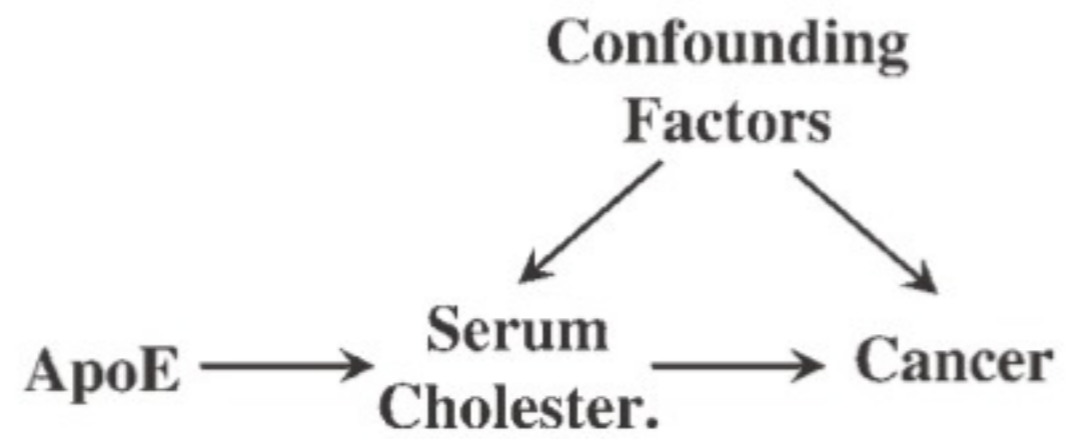 Confounding
Factors
Serum
ApoE
Cancer
Cholester.